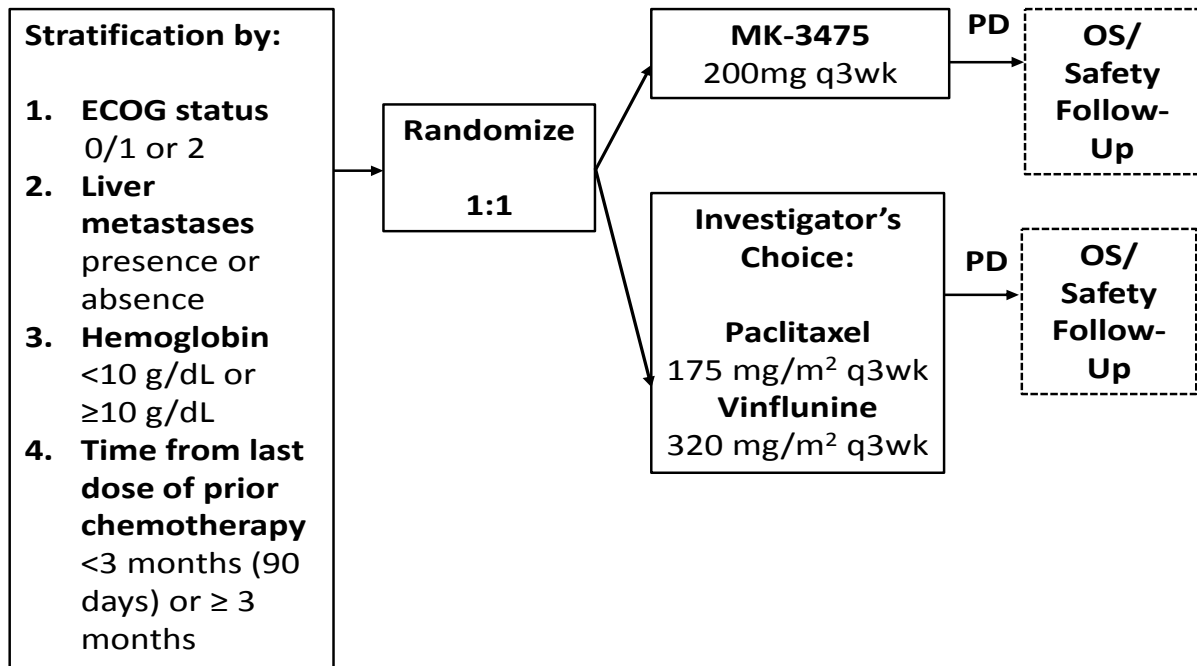 Stratification by:
1. ECOG status
0/1 or 2
2. Liver
metastases
presence or
absence
3. Hemoglobin
<10 g/dL or
≥10 g/dL
4. Time from last
dose of prior
chemotherapy
<3 months (90
days) or ≥ 3
months
Randomize
1:1
MK-3475
200mg q3wk
PD
OS/
Safety
Follow-
Up
Investigator’s
Choice:
Paclitaxel
175 mg/m² q3wk
Vinflunine
320 mg/m² q3wk
PD
OS/
Safety
Follow-
Up